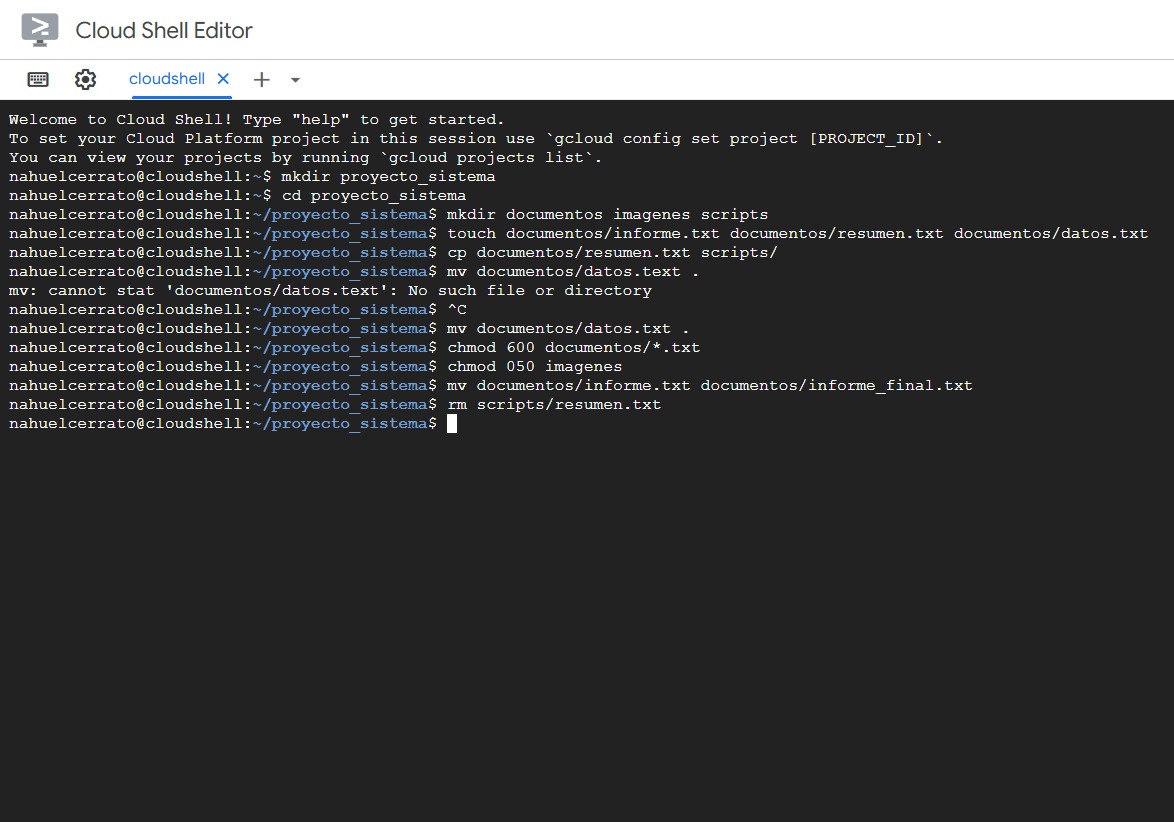 Cloud Shell Editor
cloudshell
Welcome to Cloud Shell! Type "help" to get started.
To set your Cloud Platform project in this session use `gcloud config set project [PROJECT_ID]`.
You can view your projects by running `gcloud projects list`.
nahuelcerrato@cloudshell:~$ mkdir proyecto_sistema
nahuelcerrato@cloudshell:~$ cd proyecto_sistema
nahuelcerrato@cloudshell:~/proyecto_sistema$ mkdir documentos imagenes scripts
nahuelcerrato@cloudshell:~/proyecto_sistema$ touch documentos/informe.txt documentos/resumen.txt documentos/datos.txt
nahuelcerrato@cloudshell:~/proyecto_sistema$ cp documentos/resumen.txt scripts/
nahuelcerrato@cloudshell:~/proyecto_sistema$ mv documentos/datos.text .
mv: cannot stat 'documentos/datos.text': No such file or directory
nahuelcerrato@cloudshell:~/proyecto_sistema$ ^C
nahuelcerrato@cloudshell:~/proyecto_sistema$ mv documentos/datos.txt .
nahuelcerrato@cloudshell:~/proyecto_sistema$ chmod 600 documentos/*.txt
nahuelcerrato@cloudshell:~/proyecto_sistema$ chmod 050 imagenes
nahuelcerrato@cloudshell:~/proyecto_sistema$ mv documentos/informe.txt documentos/informe_final.txt
nahuelcerrato@cloudshell:~/proyecto_sistema$ rm scripts/resumen.txt
nahuelcerrato@cloudshell:~/proyecto_sistema$